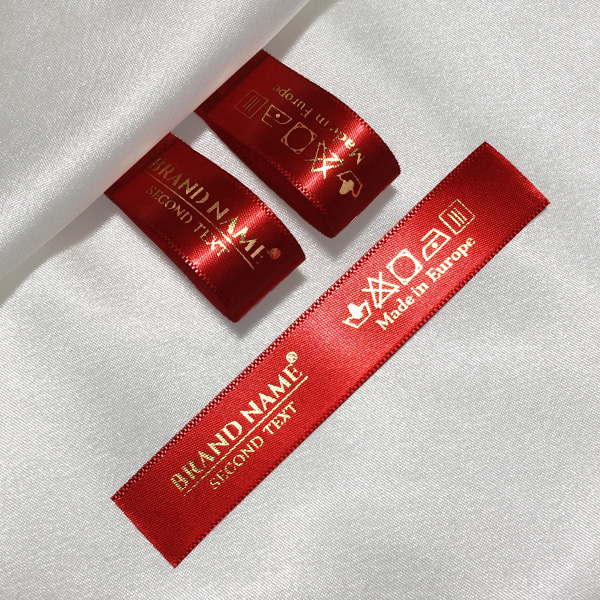 Made in Europe
BRAND NAME®
SECOND TEXT
Made in Europe
BRAND NAME®
SECOND TEXT